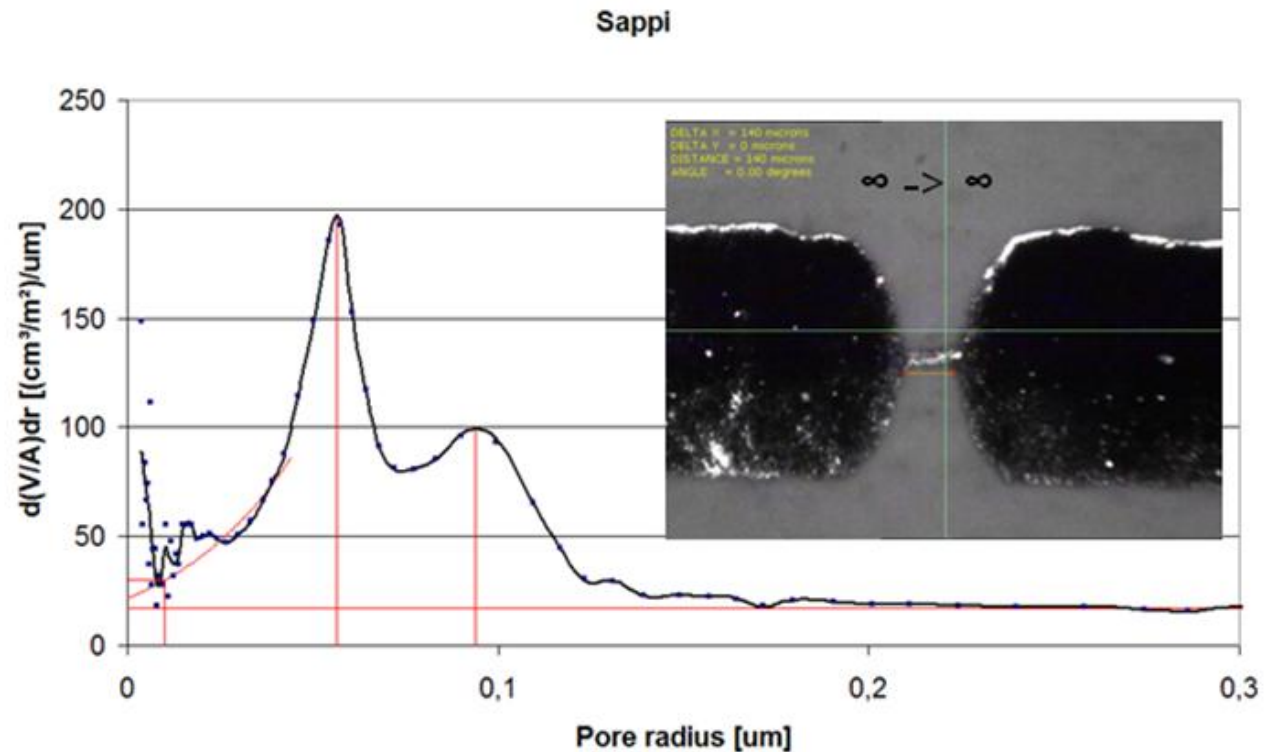 Sappi
250
200
150
100
50
0
0
0,1
0,2
0,3
d(V/A)dr [(cm³/m²)/um]
Pore radius [um]
DELTA X = 140 microns
DELTA Y = 0 microns
DISTANCE = 140 microns
ANGLE = 0.00 degrees
∞ -> ∞